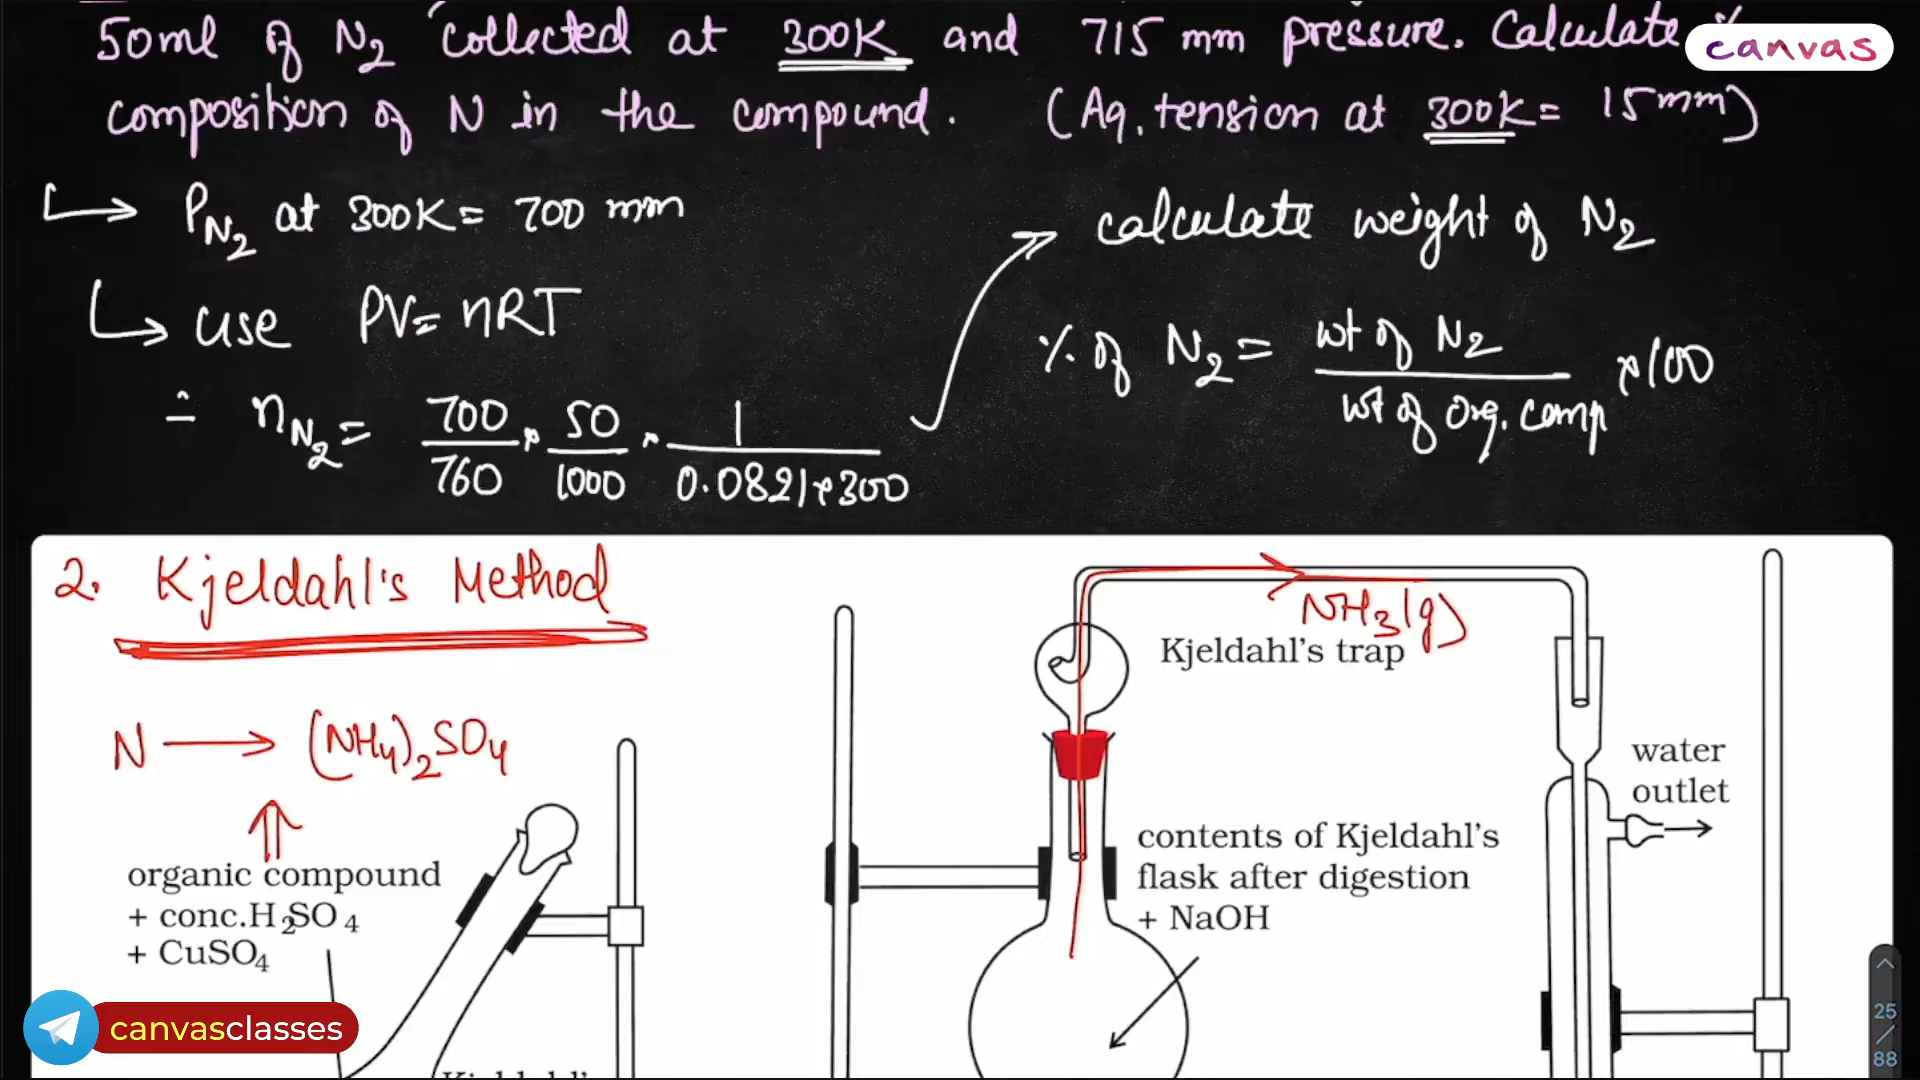 50ml of N2 collected at 300K and 715 mm pressure. Calculate %
canvas
composition of N in the compound. (Aq. tension at 300K = 15mm)
↳ PN2 at 300K = 700 mm
calculate weight of N2
↳ use PV = nRT
% of N2 = wt of N2 / wt of Org. comp × 100
∴ nN2 = 700/760 × 50/1000 × 1/0.0821×300
2. Kjeldahl's Method
NH3(g)
Kjeldahl's trap
N → (NH4)2SO4
water
outlet
organic compound
+ conc.H2SO4
+ CuSO4
contents of Kjeldahl's
flask after digestion
+ NaOH
canvasclasses
25
/
88